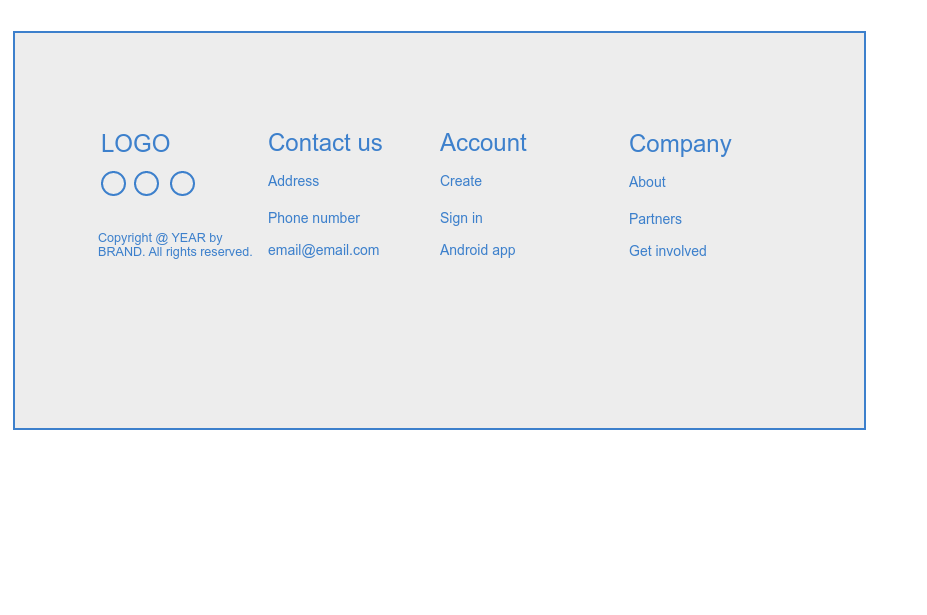 LOGO
Copyright @ YEAR by
BRAND. All rights reserved.
Contact us
Address
Phone number
email@email.com
Account
Create
Sign in
Android app
Company
About
Partners
Get involved